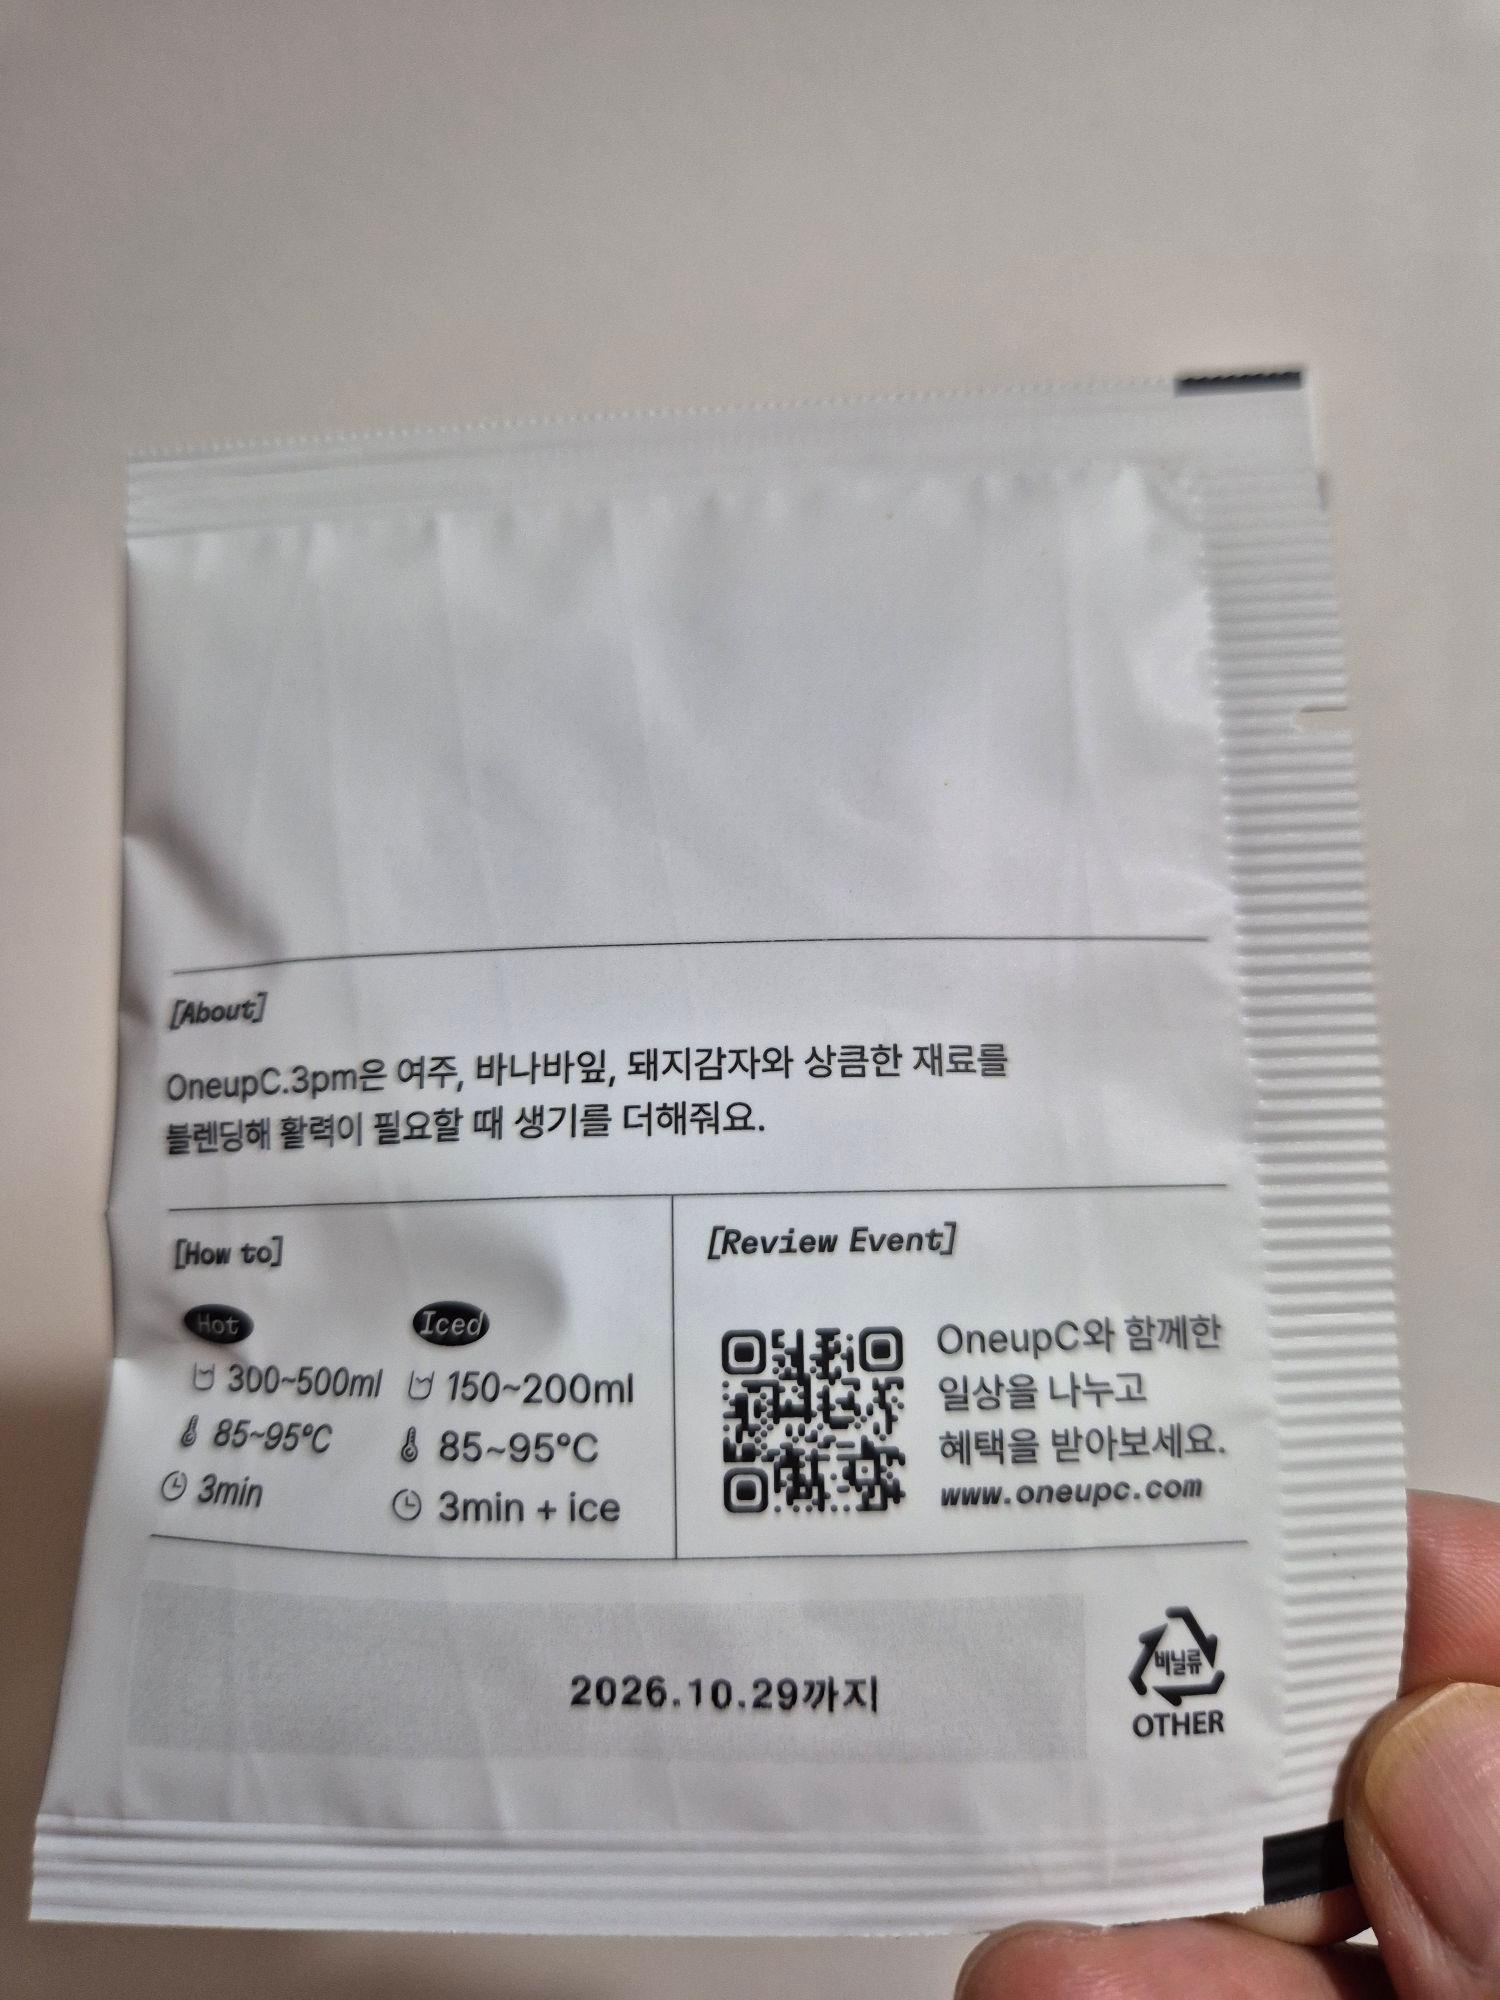 [About]
OneupC.3pm은 여주, 바나바잎, 돼지감자와 상큼한 재료를
블렌딩해 활력이 필요할 때 생기를 더해줘요.
[How to]
Hot
300~500ml
85~95°C
3min
Iced
150~200ml
85~95°C
3min + ice
[Review Event]
OneupC와 함께한
일상을 나누고
혜택을 받아보세요.
www.oneupc.com
2026.10.29까지
비닐류
OTHER